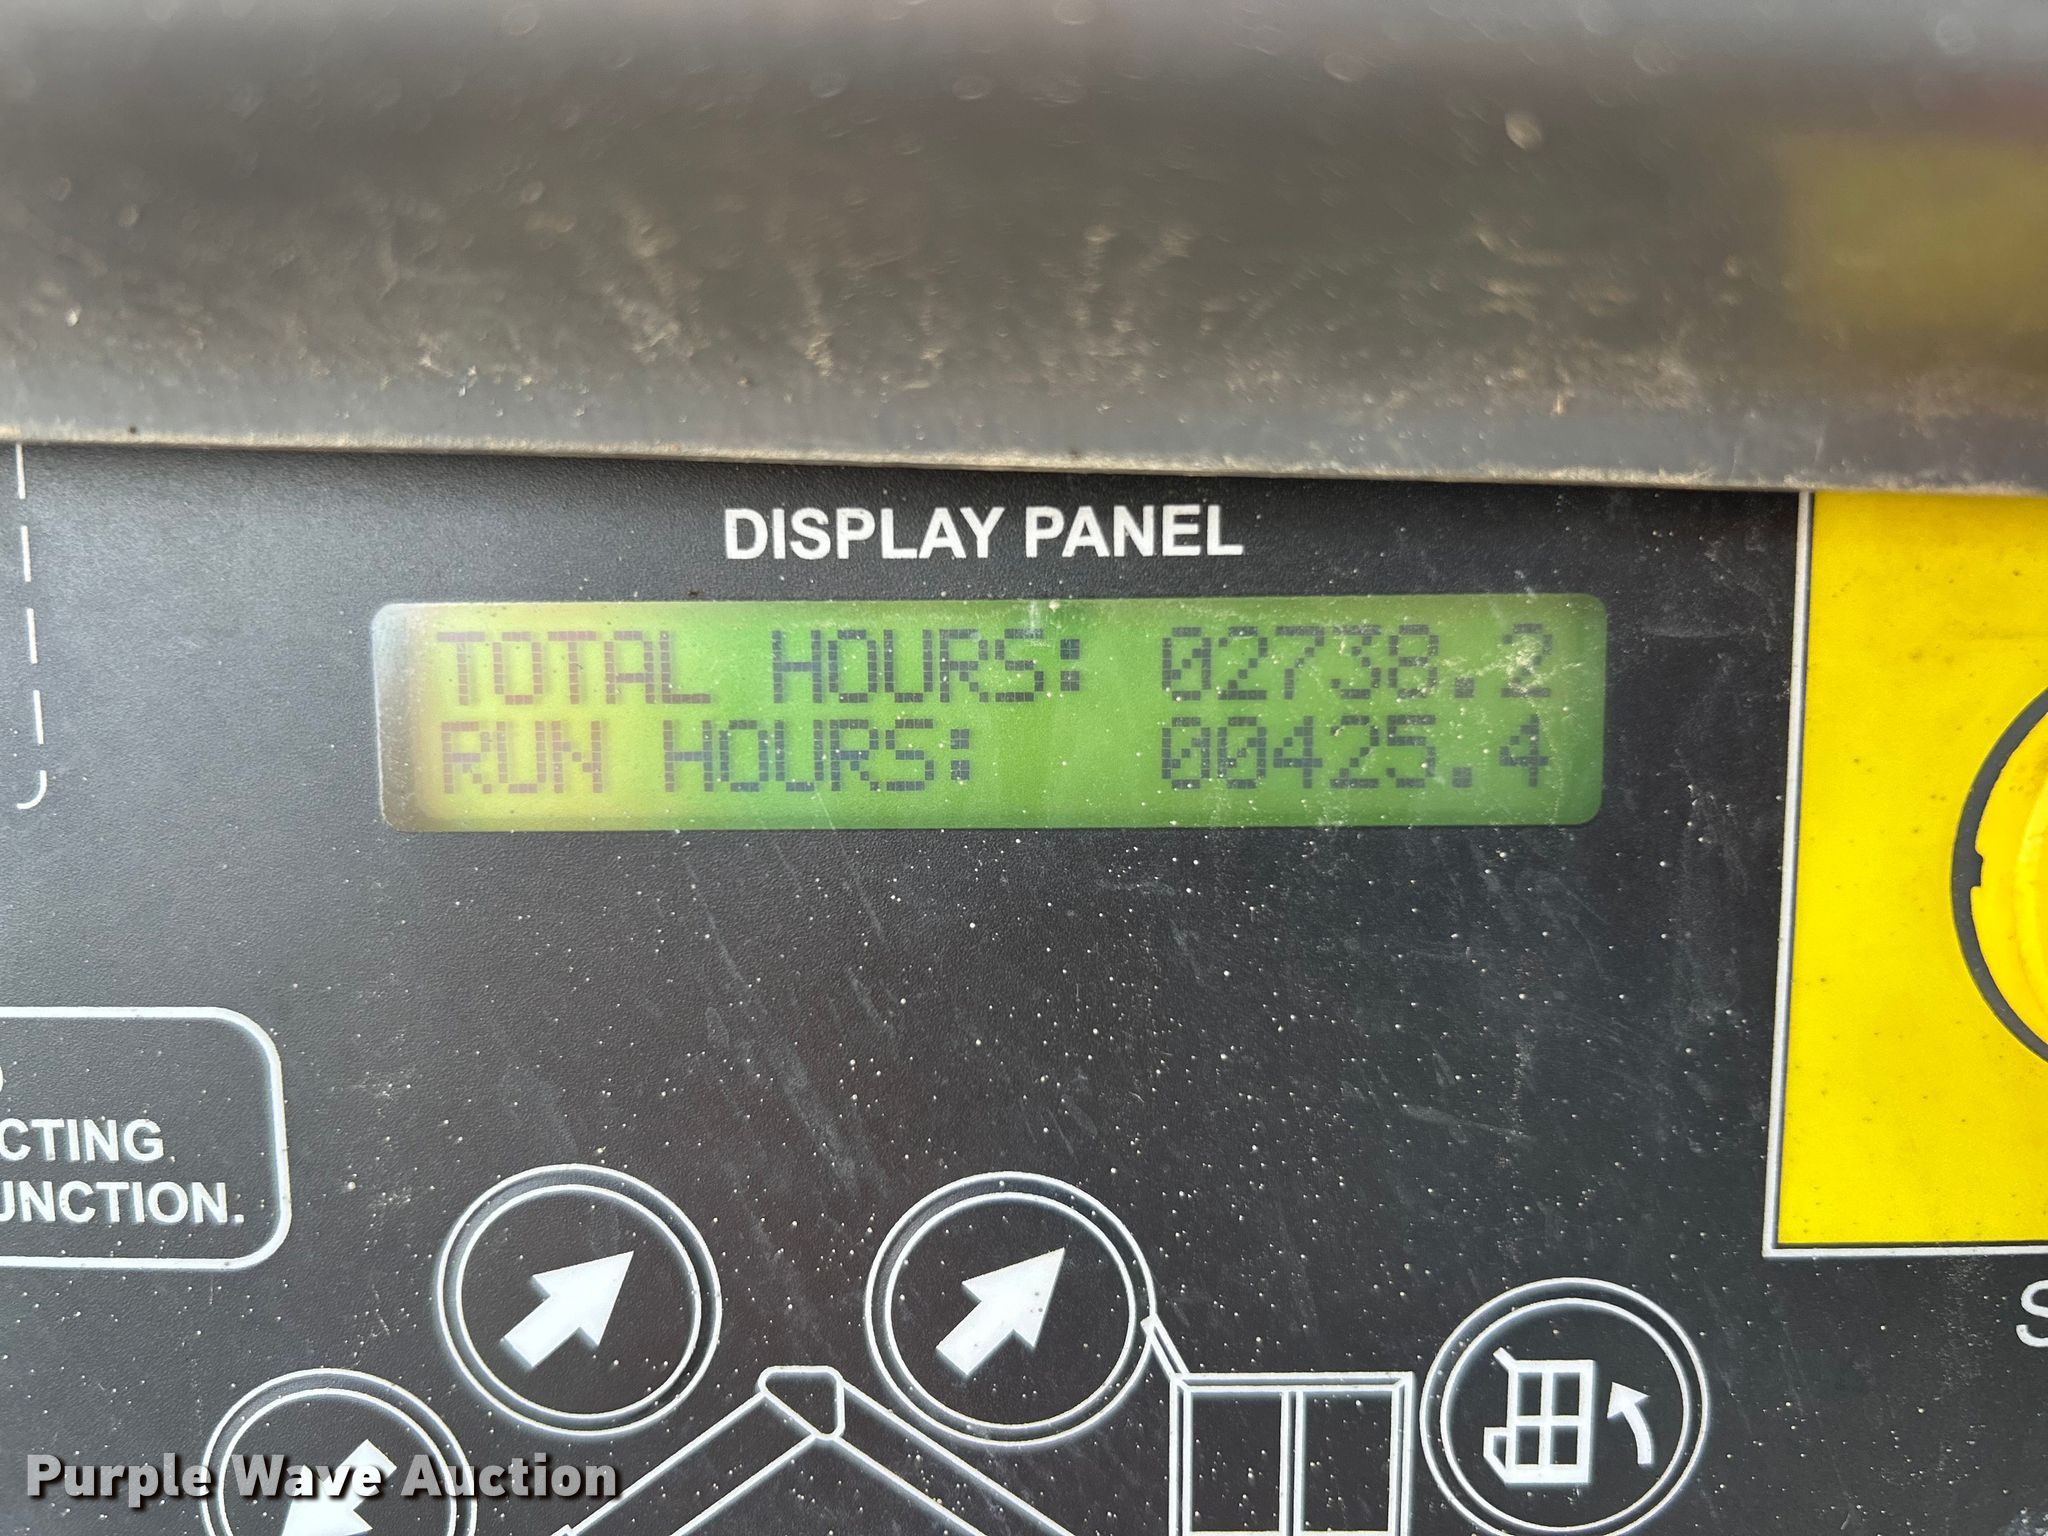 DISPLAY PANEL
TOTAL HOURS: 02738.2
RUN HOURS: 00425.4
CTING
UNCTION.
S
Purple Wave Auction